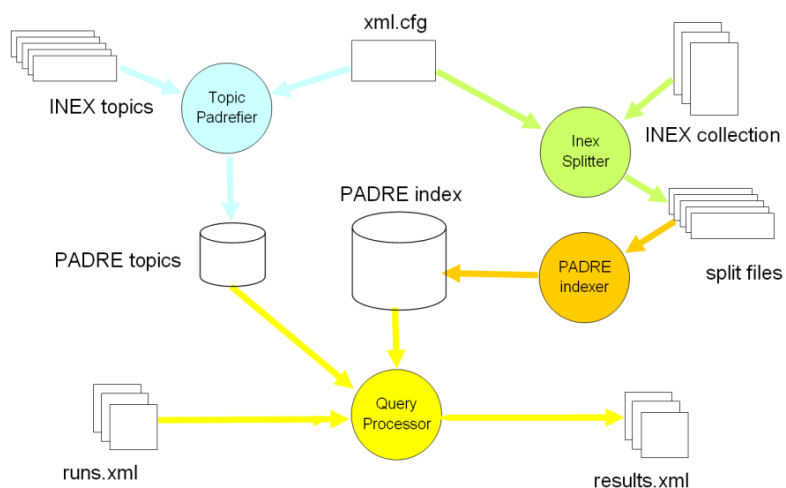 xml.cfg
Topic
Padrefier
INEX topics
Inex
Splitter
INEX collection
PADRE index
PADRE topics
PADRE
indexer
split files
Query
Processor
runs.xml
results.xml